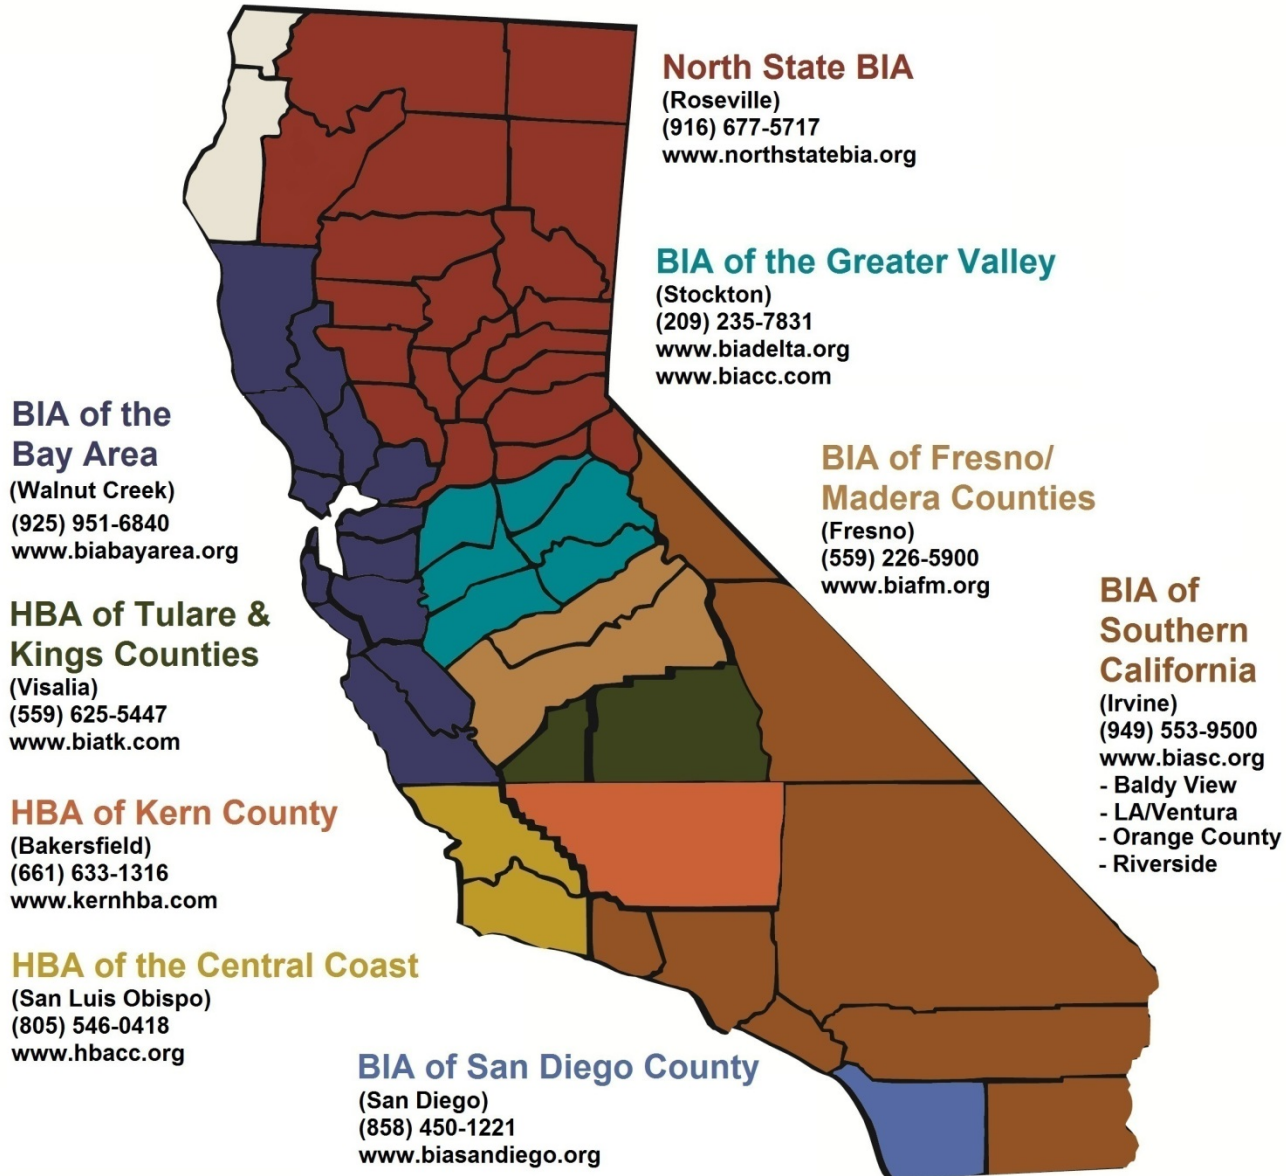 North State BIA
(Roseville)
(916) 677-5717
www.northstatebia.org
BIA of the Greater Valley
(Stockton)
(209) 235-7831
www.biadelta.org
www.biacc.com
BIA of the
Bay Area
(Walnut Creek)
(925) 951-6840
www.biabayarea.org
BIA of Fresno/
Madera Counties
(Fresno)
(559) 226-5900
www.biafm.org
BIA of
Southern
California
(Irvine)
(949) 553-9500
www.biasc.org
- Baldy View
- LA/Ventura
- Orange County
- Riverside
HBA of Tulare &
Kings Counties
(Visalia)
(559) 625-5447
www.biatk.com
HBA of Kern County
(Bakersfield)
(661) 633-1316
www.kernhba.com
HBA of the Central Coast
(San Luis Obispo)
(805) 546-0418
www.hbacc.org
BIA of San Diego County
(San Diego)
(858) 450-1221
www.biasandiego.org